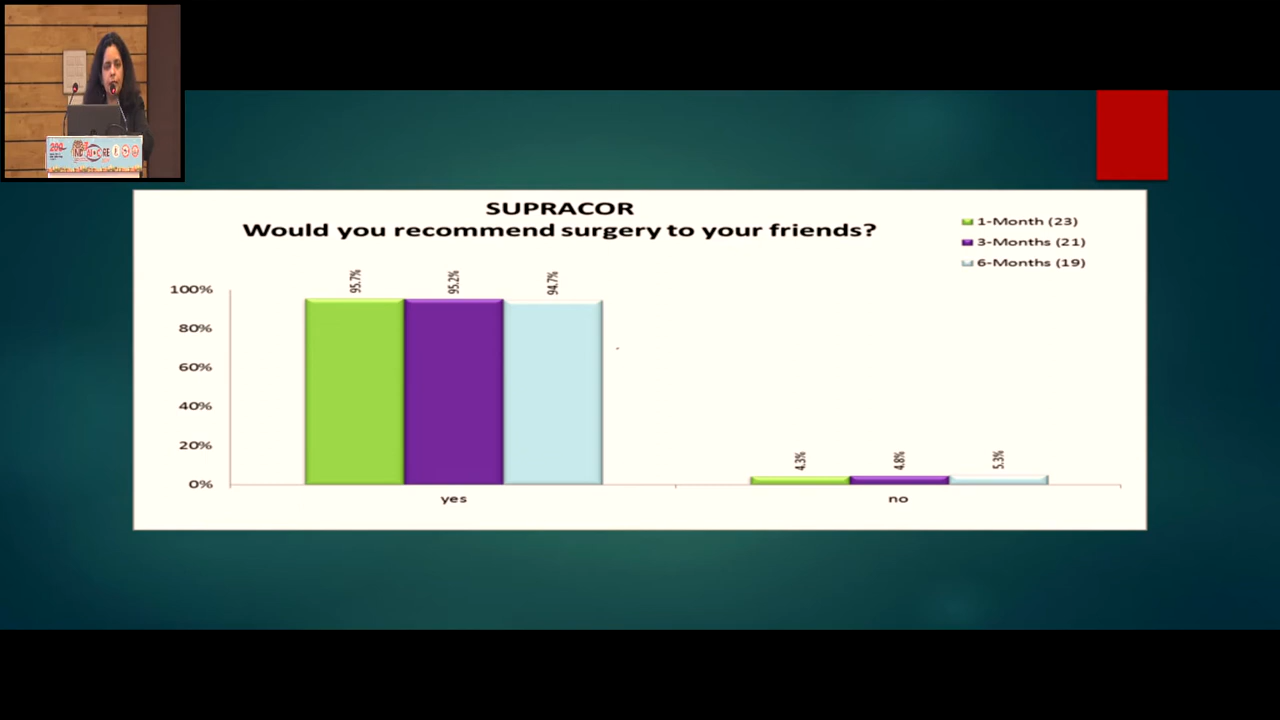 SUPRACOR
Would you recommend surgery to your friends?
1-Month (23)
3-Months (21)
6-Months (19)
100%
80%
60%
40%
20%
0%
95.7%
95.2%
94.7%
4.3%
4.8%
5.3%
yes
no